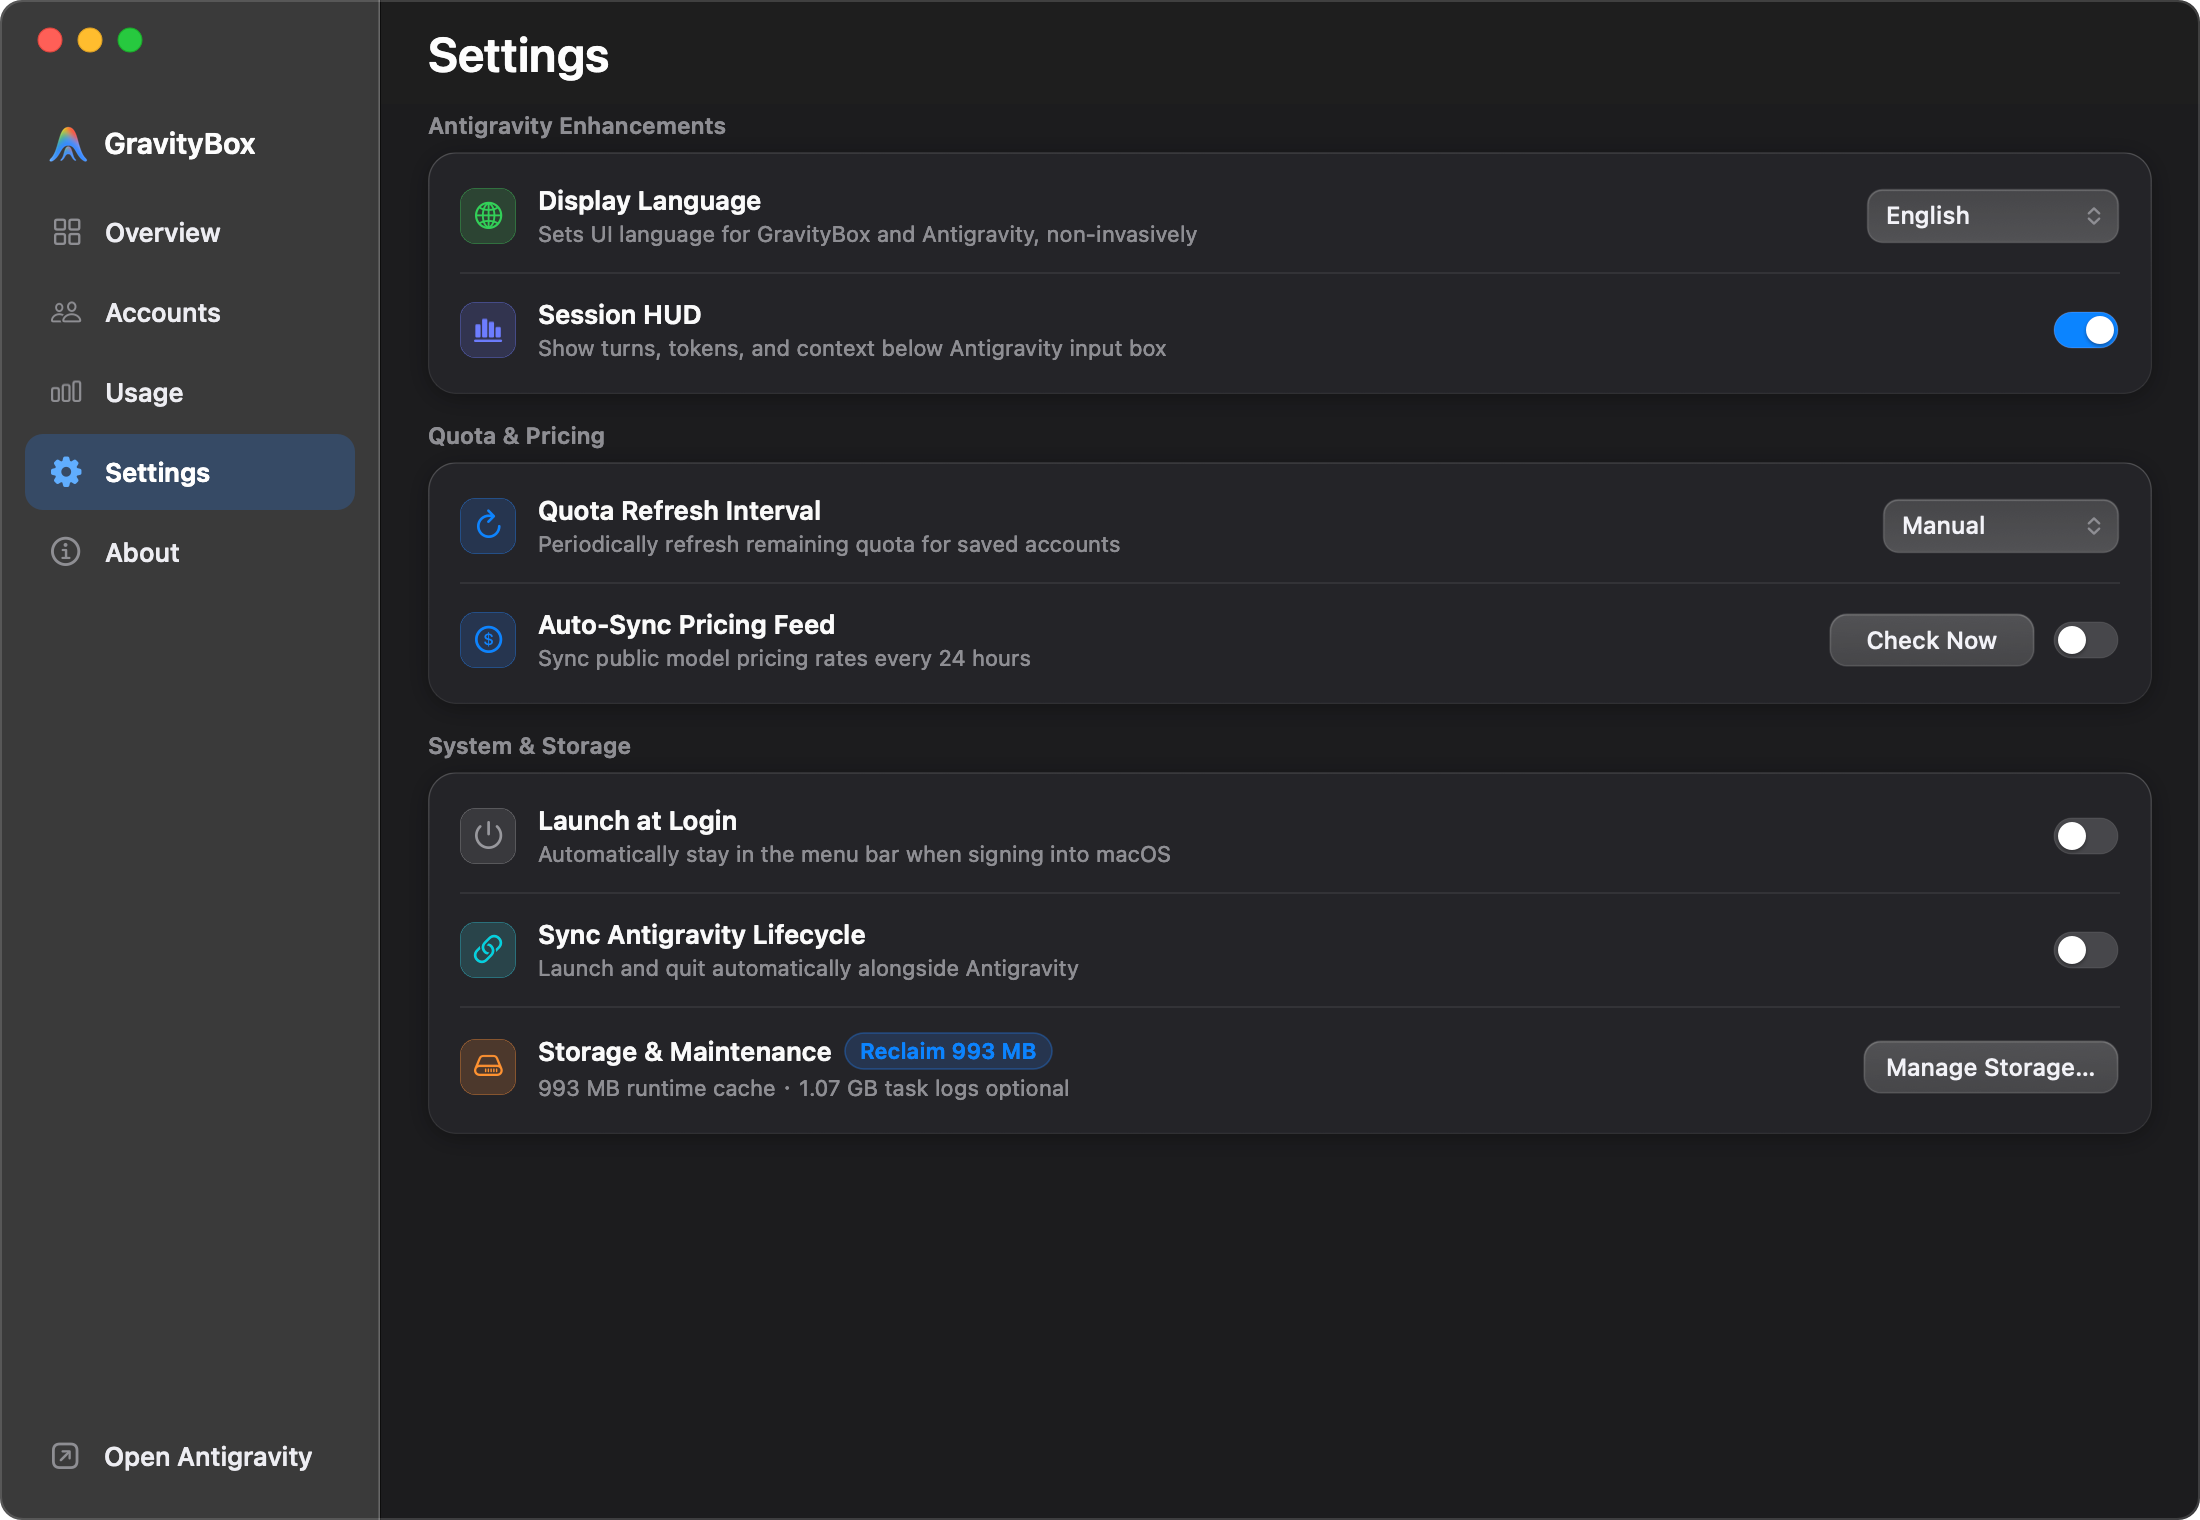 GravityBox
Overview
Accounts
Usage
Settings
About
Open Antigravity
Settings
Antigravity Enhancements
Display Language
Sets UI language for GravityBox and Antigravity, non-invasively
English
Session HUD
Show turns, tokens, and context below Antigravity input box
Quota & Pricing
Quota Refresh Interval
Periodically refresh remaining quota for saved accounts
Manual
Auto-Sync Pricing Feed
Sync public model pricing rates every 24 hours
Check Now
System & Storage
Launch at Login
Automatically stay in the menu bar when signing into macOS
Sync Antigravity Lifecycle
Launch and quit automatically alongside Antigravity
Storage & Maintenance Reclaim 993 MB
993 MB runtime cache · 1.07 GB task logs optional
Manage Storage...